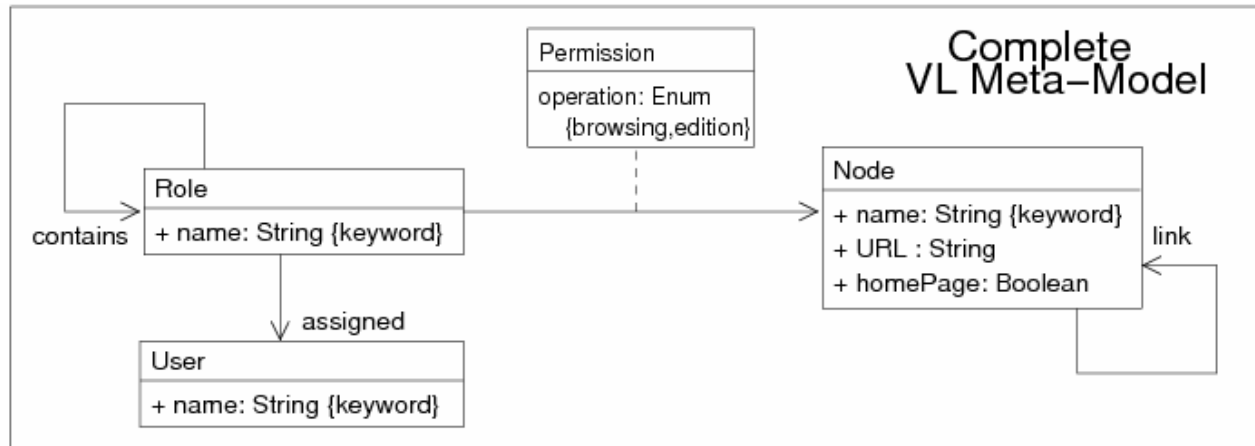 Complete
VL Meta−Model
Permission
operation: Enum
{browsing,edition}
Role
+ name: String {keyword}
contains
Node
+ name: String {keyword}
+ URL : String
+ homePage: Boolean
link
assigned
User
+ name: String {keyword}